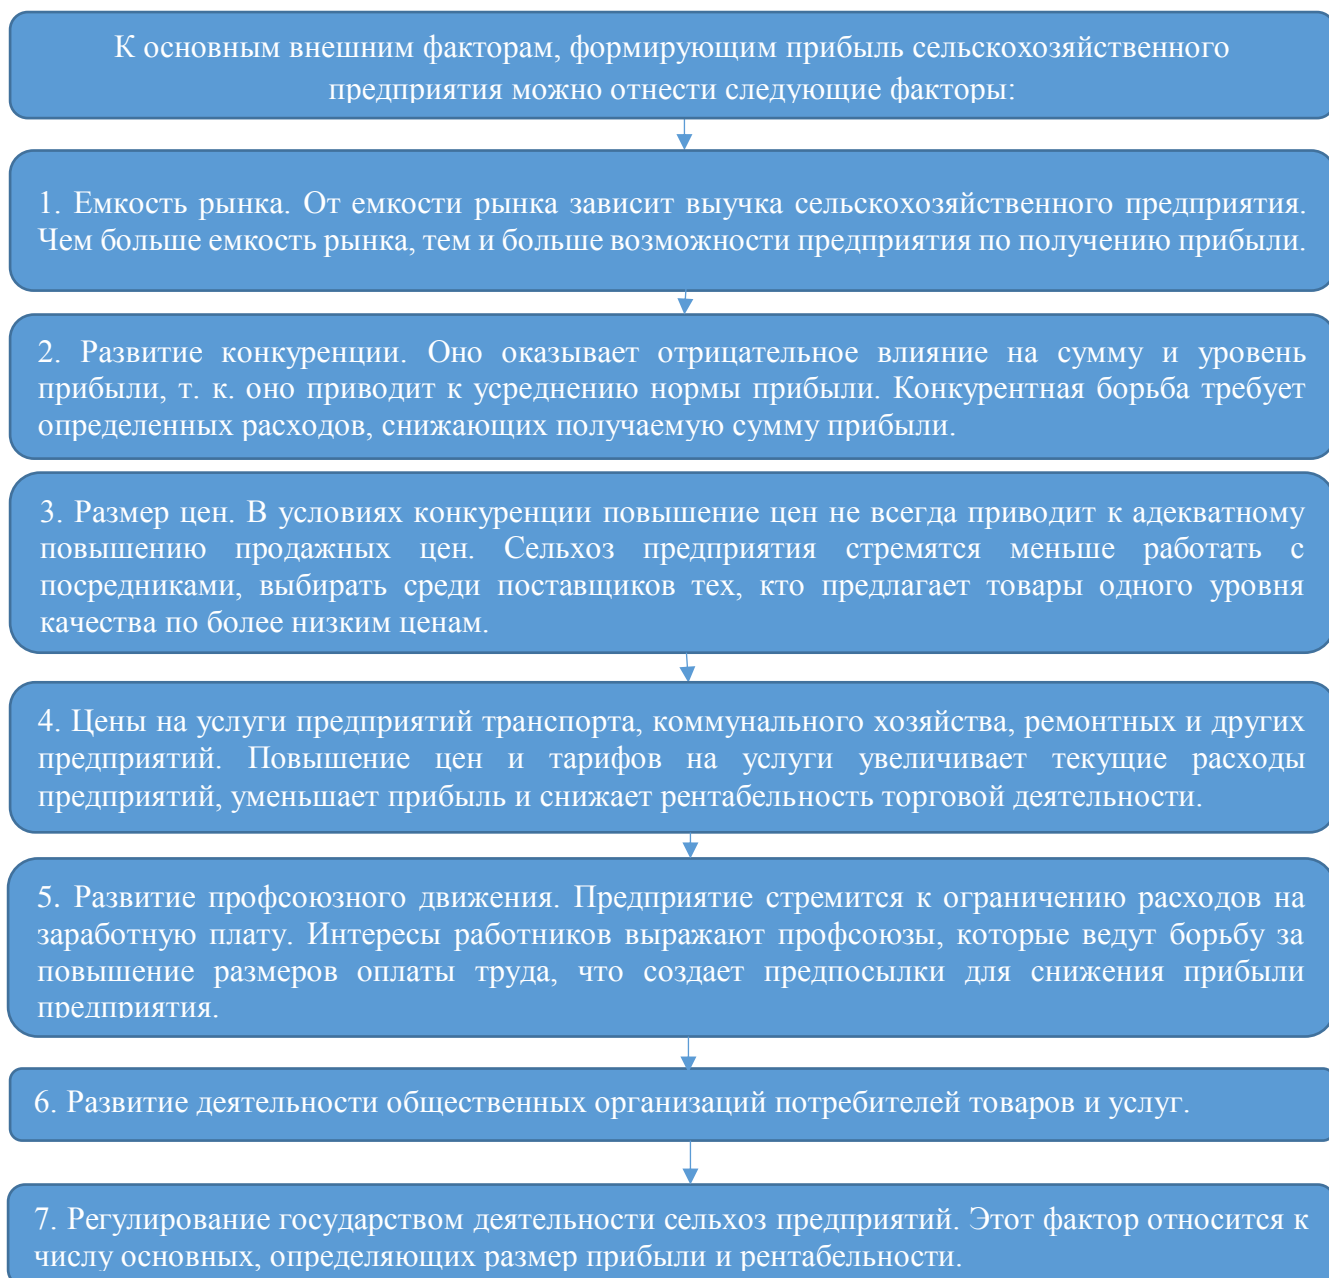 К основным внешним факторам, формирующим прибыль сельскохозяйственного
предприятия можно отнести следующие факторы:
1. Емкость рынка. От емкости рынка зависит выучка сельскохозяйственного предприятия.
Чем больше емкость рынка, тем и больше возможности предприятия по получению прибыли.
2. Развитие конкуренции. Оно оказывает отрицательное влияние на сумму и уровень
прибыли, т. к. оно приводит к усреднению нормы прибыли. Конкурентная борьба требует
определенных расходов, снижающих получаемую сумму прибыли.
3. Размер цен. В условиях конкуренции повышение цен не всегда приводит к адекватному
повышению продажных цен. Сельхоз предприятия стремятся меньше работать с
посредниками, выбирать среди поставщиков тех, кто предлагает товары одного уровня
качества по более низким ценам.
4. Цены на услуги предприятий транспорта, коммунального хозяйства, ремонтных и других
предприятий. Повышение цен и тарифов на услуги увеличивает текущие расходы
предприятий, уменьшает прибыль и снижает рентабельность торговой деятельности.
5. Развитие профсоюзного движения. Предприятие стремится к ограничению расходов на
заработную плату. Интересы работников выражают профсоюзы, которые ведут борьбу за
повышение размеров оплаты труда, что создает предпосылки для снижения прибыли
предприятия.
6. Развитие деятельности общественных организаций потребителей товаров и услуг.
7. Регулирование государством деятельности сельхоз предприятий. Этот фактор относится к
числу основных, определяющих размер прибыли и рентабельности.